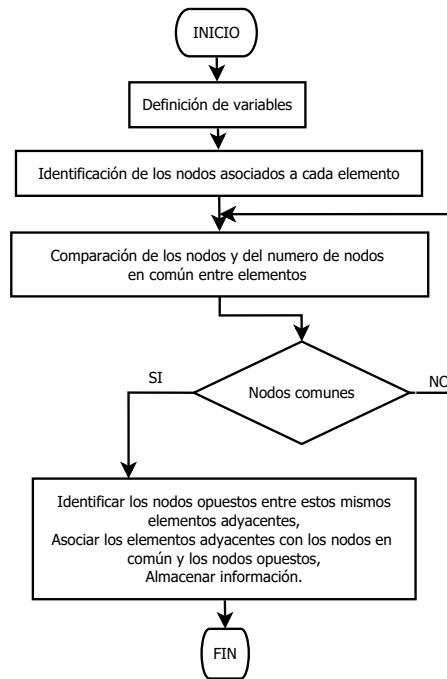 INICIO
Definición de variables
Identificación de los nodos asociados a cada elemento
Comparación de los nodos y del numero de nodos
en común entre elementos
Nodos comunes
SI
NO
Identificar los nodos opuestos entre estos mismos
elementos adyacentes,
Asociar los elementos adyacentes con los nodos en
común y los nodos opuestos,
Almacenar información.
FIN